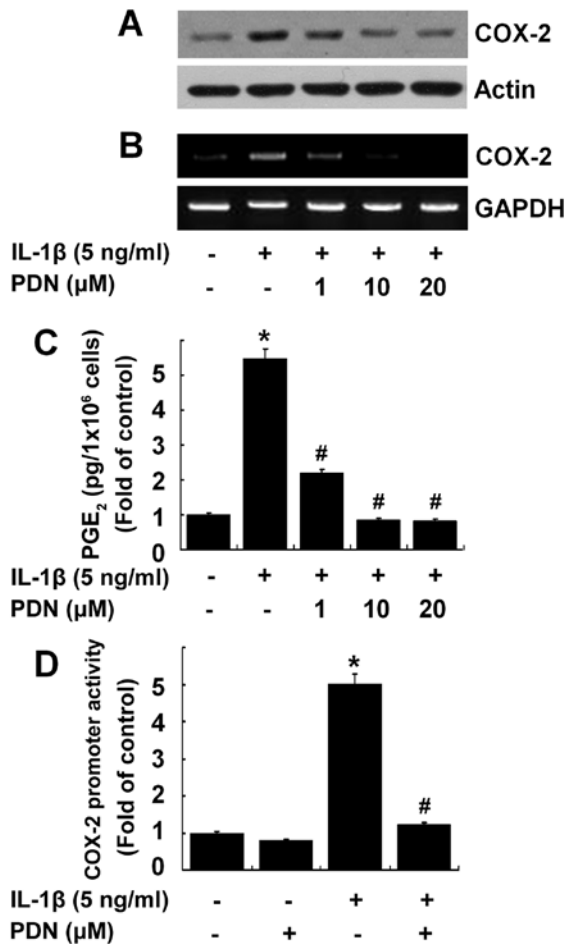 A
COX-2
Actin
B
COX-2
GAPDH
IL-1β (5 ng/ml) - + + + +
PDN (µM) - - 1 10 20
C
PGE₂ (pg/1x10⁶ cells)
(Fold of control)
5
4
3
2
1
0
*
#
#
#
IL-1β (5 ng/ml) - + + + +
PDN (µM) - - 1 10 20
D
COX-2 promoter activity
(Fold of control)
5
4
3
2
1
0
*
#
IL-1β (5 ng/ml) - - + +
PDN (µM) - + - +